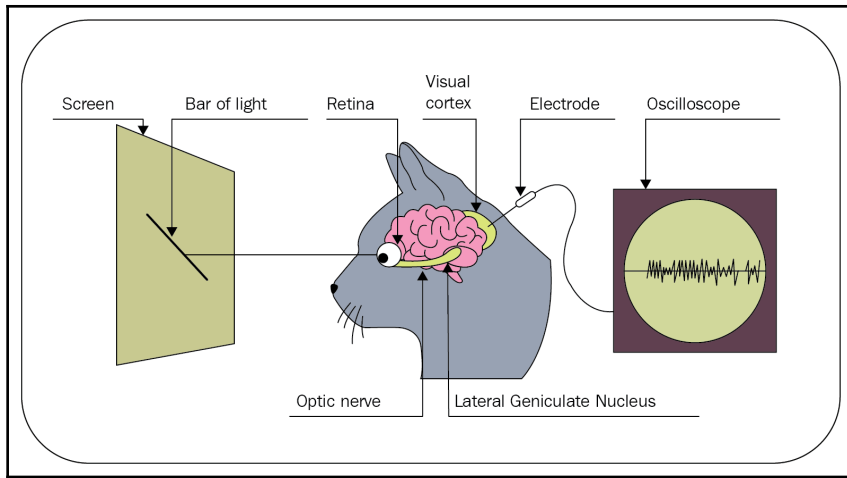 Screen
Bar of light
Retina
Visual
cortex
Electrode
Oscilloscope
Optic nerve
Lateral Geniculate Nucleus